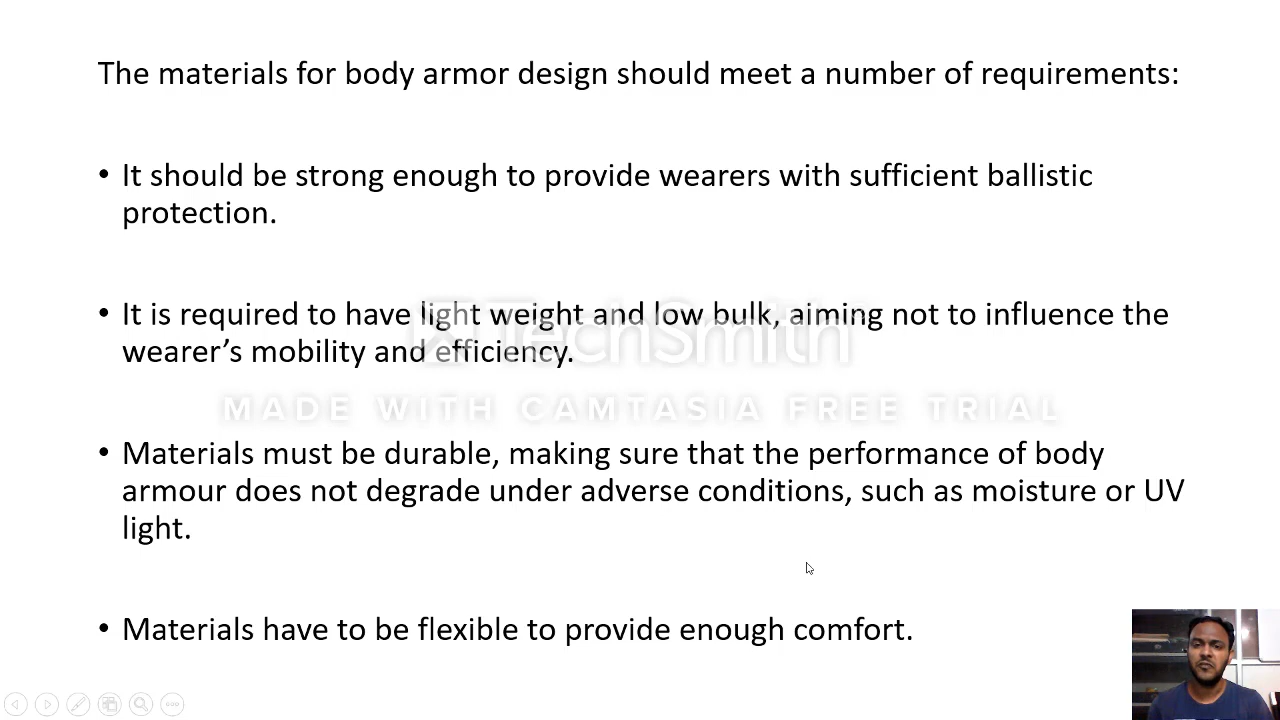 The materials for body armor design should meet a number of requirements:
• It should be strong enough to provide wearers with sufficient ballistic
protection.
• It is required to have light weight and low bulk, aiming not to influence the
wearer's mobility and efficiency.
TechSmith
MADE WITH CAMTASIA FREE TRIAL
• Materials must be durable, making sure that the performance of body
armour does not degrade under adverse conditions, such as moisture or UV
light.
• Materials have to be flexible to provide enough comfort.